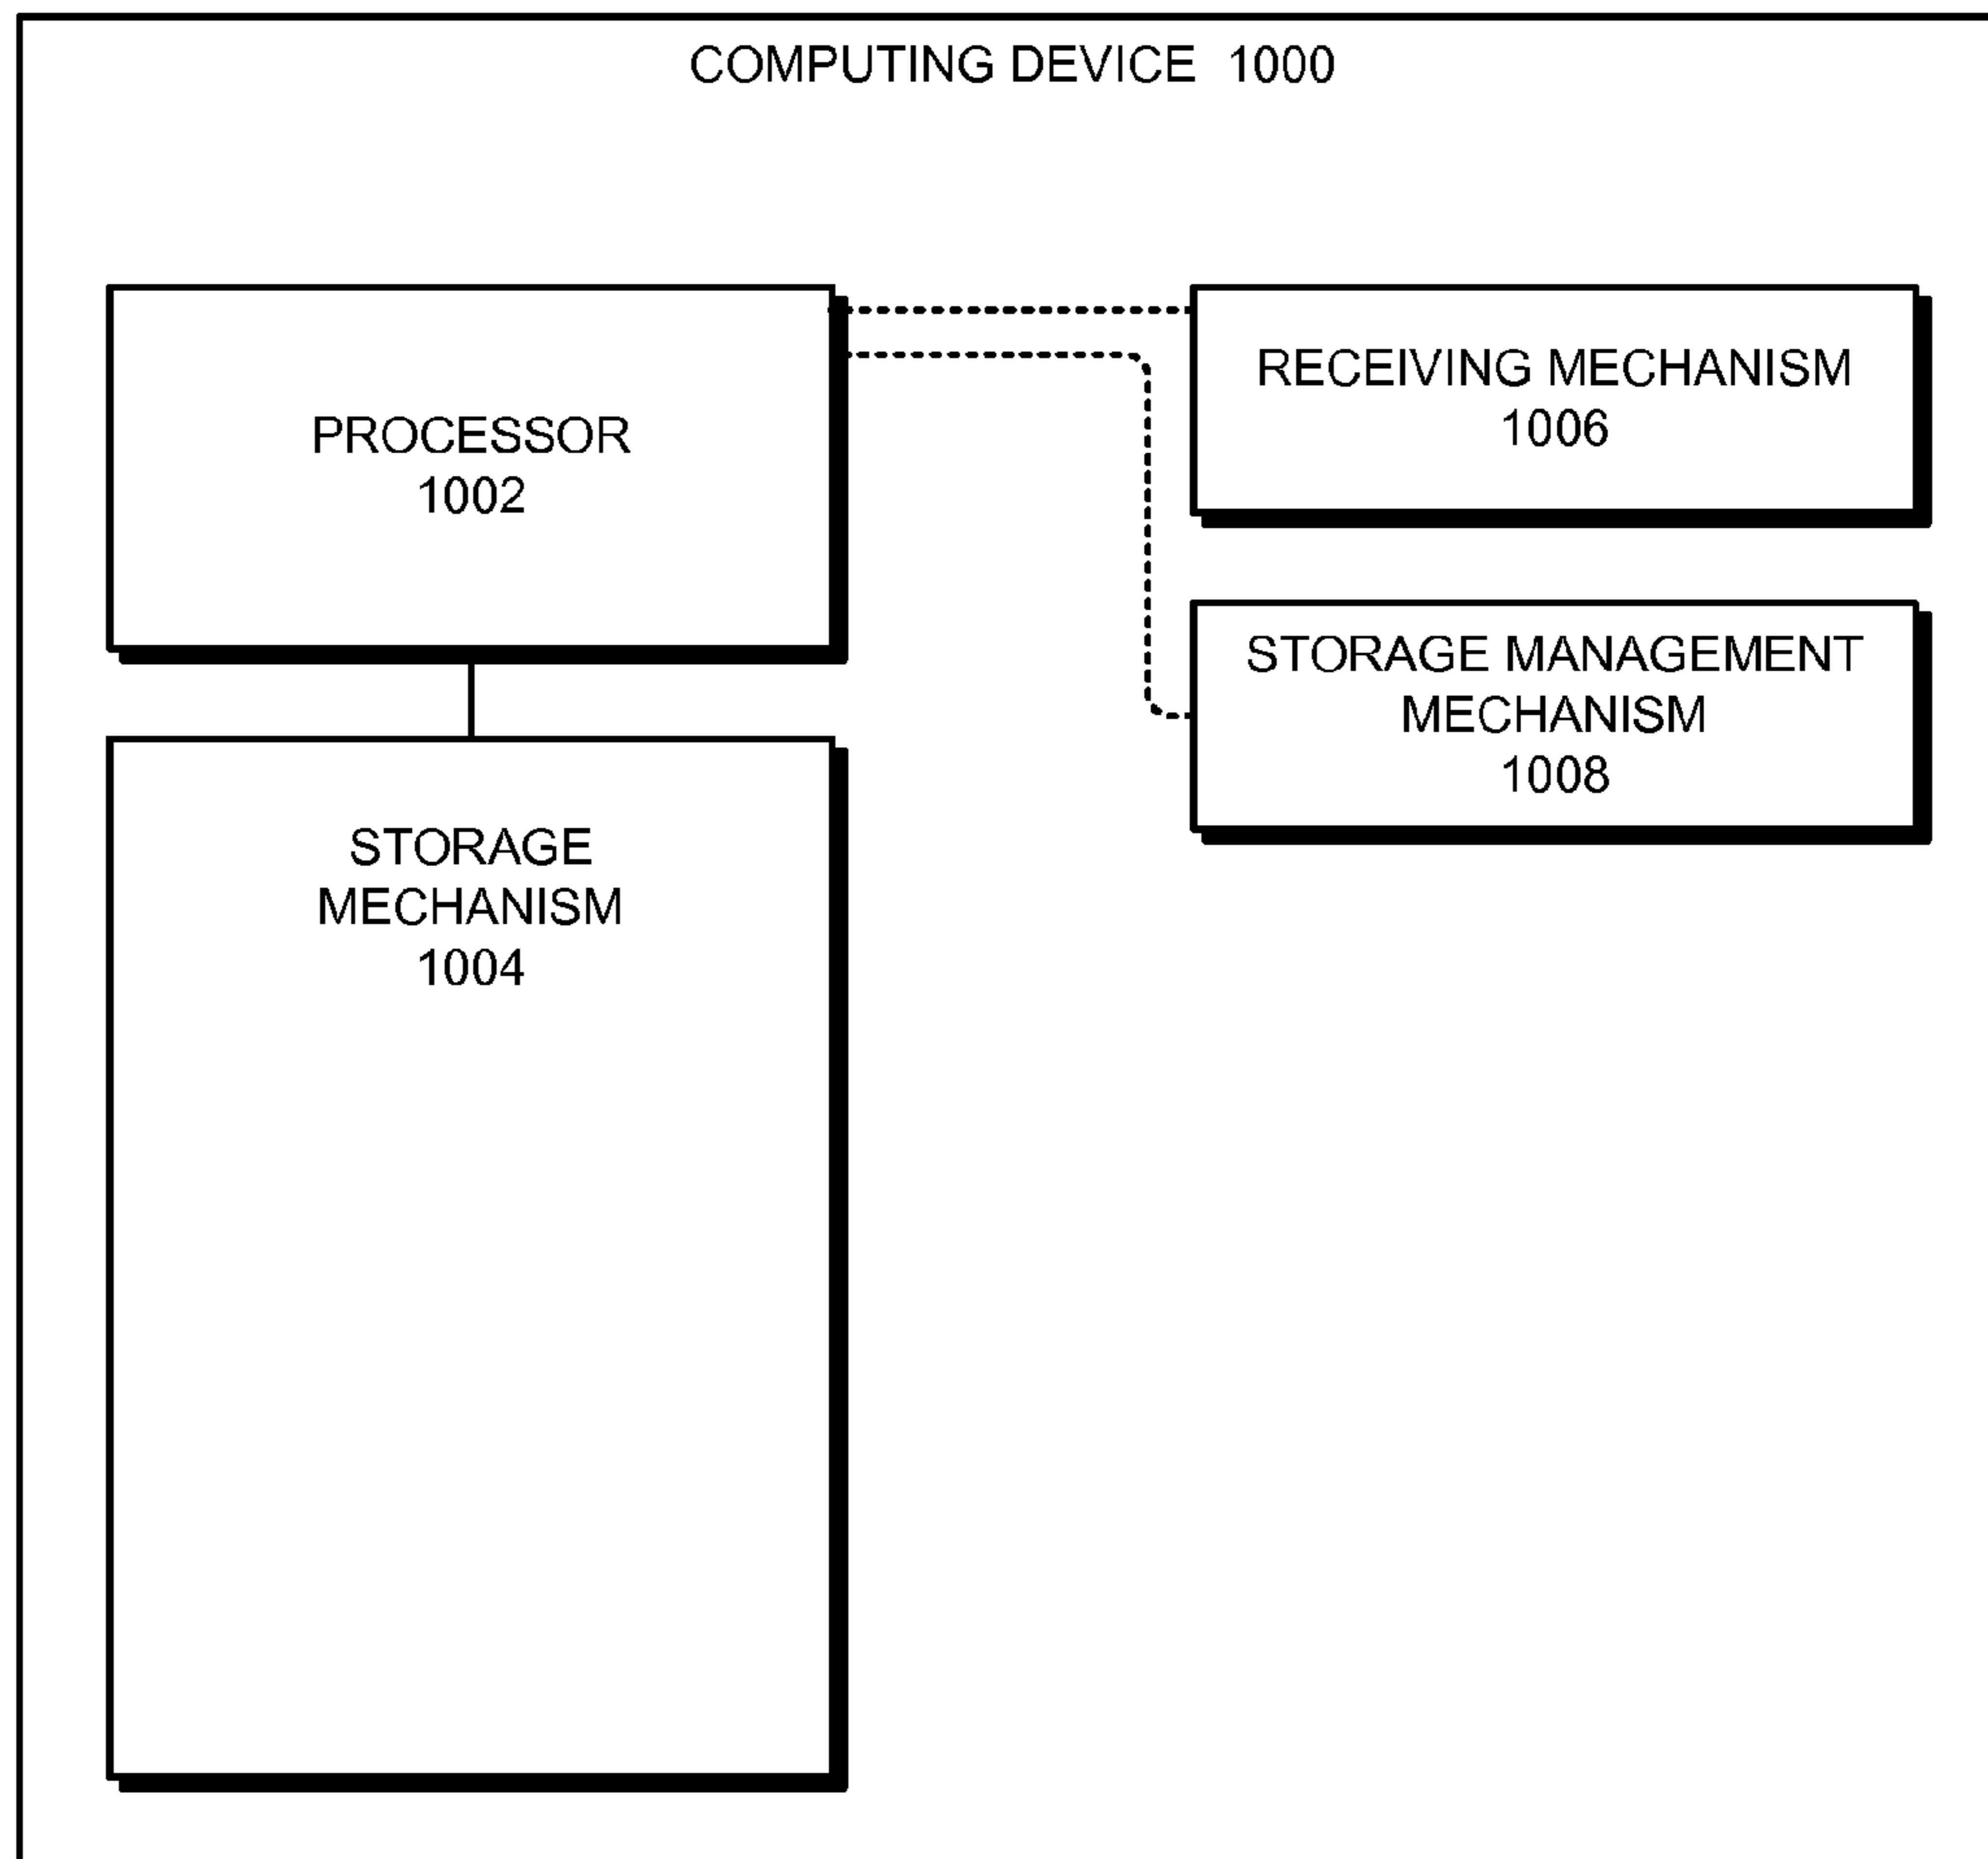 COMPUTING DEVICE 1000
PROCESSOR
1002
RECEIVING MECHANISM
1006
STORAGE MANAGEMENT
MECHANISM
1008
STORAGE
MECHANISM
1004